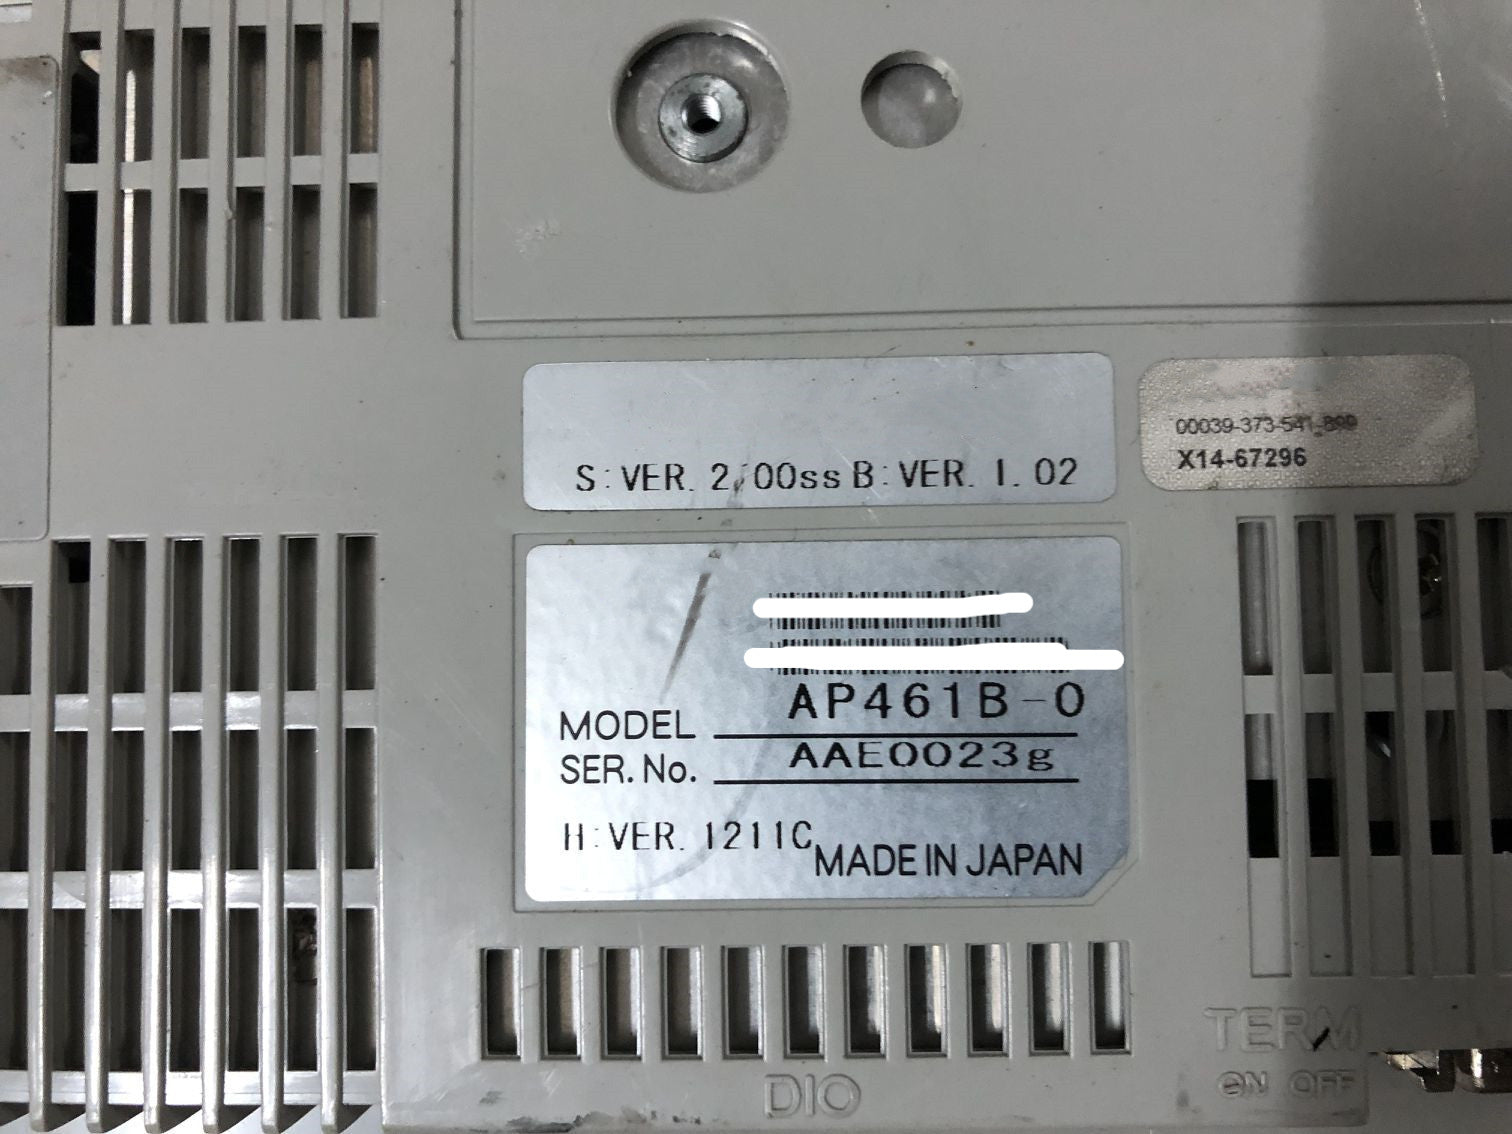 S:VER. 2.00ss B:VER. 1.02
00039-373-541-899
X14-67296
MODEL AP461B-0
SER. No. AAE0023g
H:VER. 1211C
MADE IN JAPAN
TERM
ON OFF
DIO